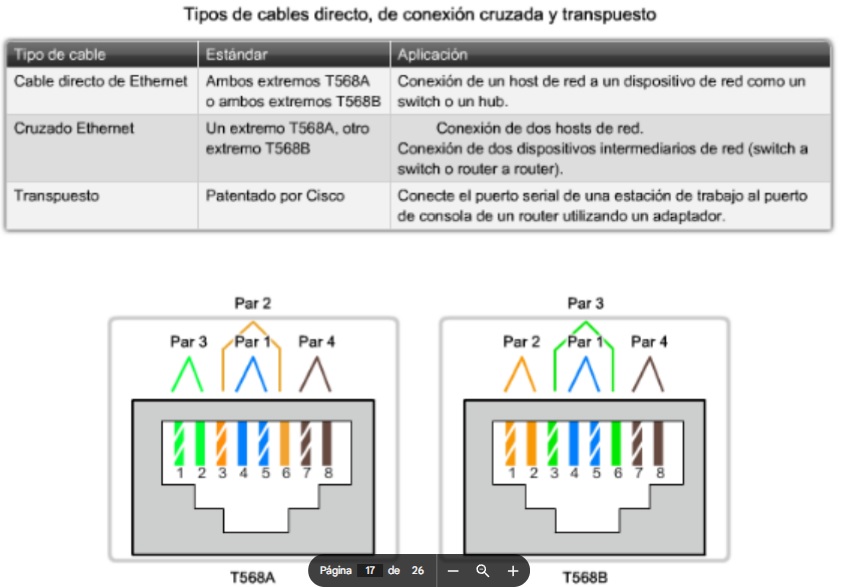 Tipos de cables directo, de conexión cruzada y transpuesto
Tipo de cable Estándar Aplicación
Cable directo de Ethernet Ambos extremos T568A Conexión de un host de red a un dispositivo de red como un
o ambos extremos T568B switch o un hub.
Cruzado Ethernet Un extremo T568A, otro Conexión de dos hosts de red.
extremo T568B Conexión de dos dispositivos intermediarios de red (switch a
switch o router a router).
Transpuesto Patentado por Cisco Conecte el puerto serial de una estación de trabajo al puerto
de consola de un router utilizando un adaptador.
Par 2 Par 3
Par 3 Par 1 Par 4 Par 2 Par 1 Par 4
1 2 3 4 5 6 7 8 1 2 3 4 5 6 7 8
T568A T568B
Página 17 de 26 − +